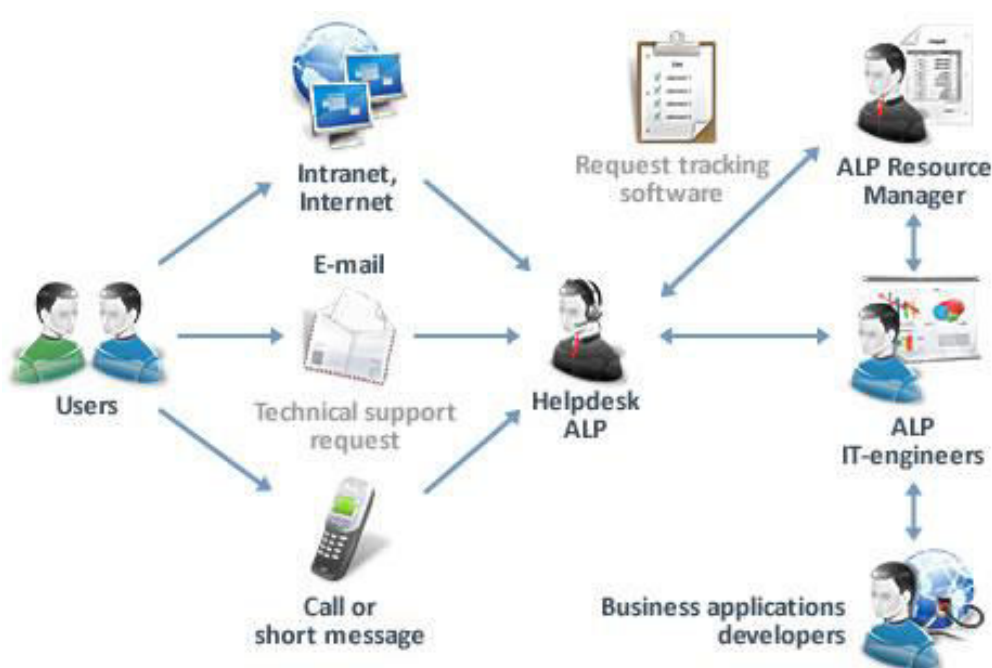 Intranet,
Internet
Request tracking
software
ALP Resource
Manager
E-mail
Users
Technical support
request
Helpdesk
ALP
ALP
IT-engineers
Call or
short message
Business applications
developers